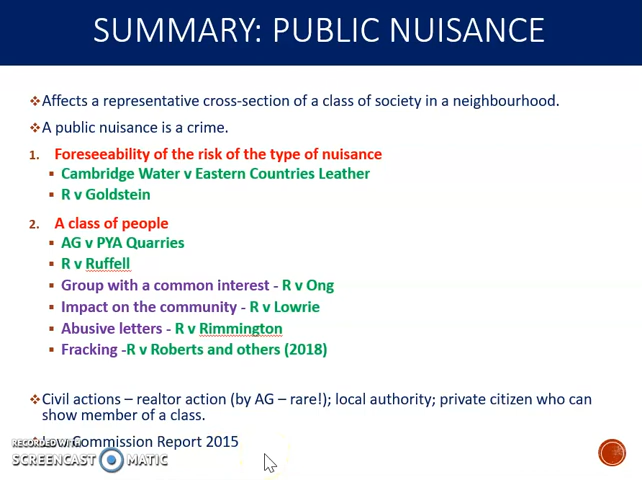 SUMMARY: PUBLIC NUISANCE
Affects a representative cross-section of a class of society in a neighbourhood.
A public nuisance is a crime.
1. Foreseeability of the risk of the type of nuisance
Cambridge Water v Eastern Countries Leather
R v Goldstein
2. A class of people
AG v PYA Quarries
R v Ruffell
Group with a common interest - R v Ong
Impact on the community - R v Lowrie
Abusive letters - R v Rimmington
Fracking -R v Roberts and others (2018)
Civil actions – realtor action (by AG – rare!); local authority; private citizen who can
show member of a class.
Commission Report 2015
RECORDED WITH
SCREENCAST MATIC